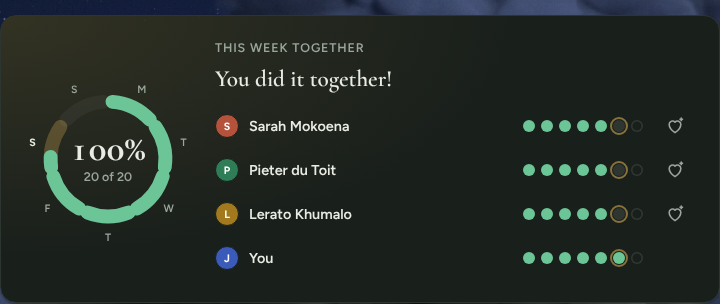 THIS WEEK TOGETHER
You did it together!
S
M
T
W
T
F
S
100%
20 of 20
S Sarah Mokoena
P Pieter du Toit
L Lerato Khumalo
J You